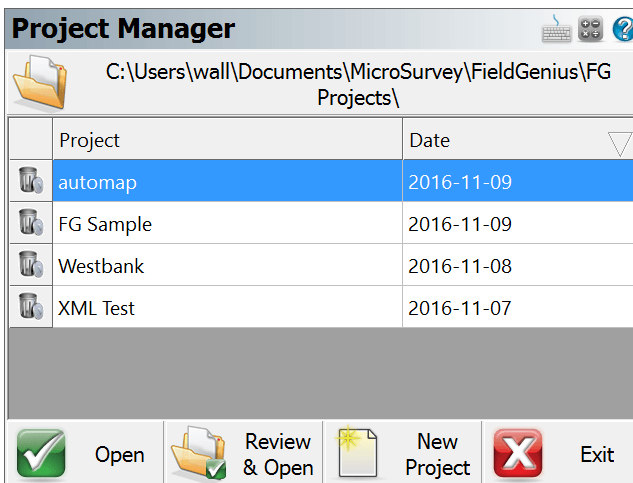 Project Manager
C:\Users\wall\Documents\MicroSurvey\FieldGenius\FG
Projects\
Project Date
automap 2016-11-09
FG Sample 2016-11-09
Westbank 2016-11-08
XML Test 2016-11-07
Open
Review
& Open
New
Project
Exit